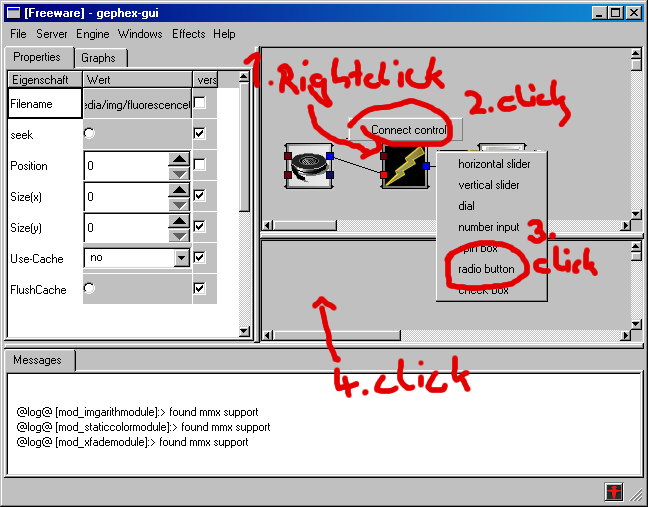 [Freeware] - gephex-gui
File Server Engine Windows Effects Help
Properties Graphs
Eigenschaft Wert vers
Filename edia/img/fluorescencel
seek
Position 0
Size(x) 0
Size(y) 0
Use-Cache no
FlushCache
1. Rightclick
2. click
Connect control
horizontal slider
vertical slider
dial
number input
spin box
radio button
check box
3. click
4. click
Messages
@log@ [mod_imgarithmodule]:> found mmx support
@log@ [mod_staticcolormodule]:> found mmx support
@log@ [mod_xfademodule]:> found mmx support